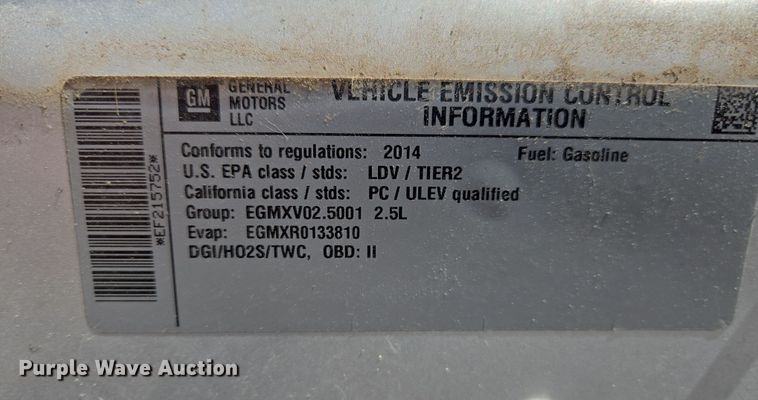 GM GENERAL MOTORS LLC
VEHICLE EMISSION CONTROL
INFORMATION
Conforms to regulations: 2014 Fuel: Gasoline
U.S. EPA class / stds: LDV / TIER2
California class / stds: PC / ULEV qualified
Group: EGMXV02.5001 2.5L
Evap: EGMXR0133810
DGI/HO2S/TWC, OBD: II
*EF215752*
Purple Wave Auction